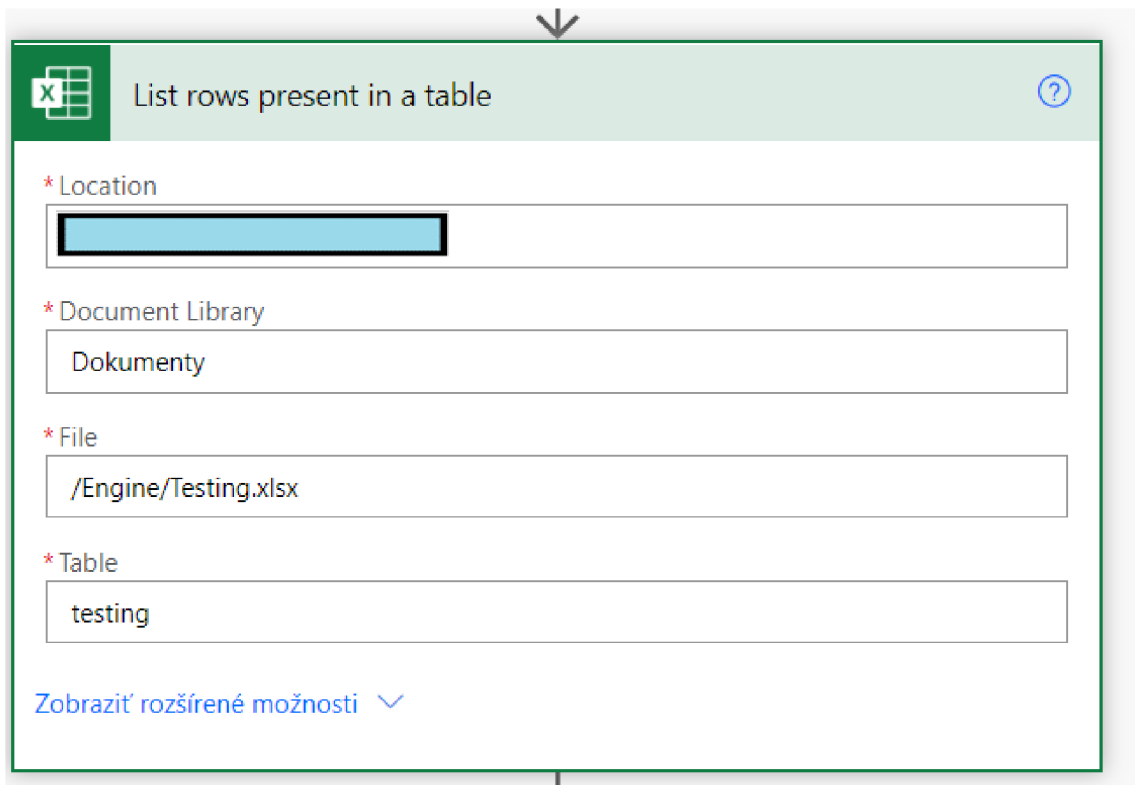 List rows present in a table
* Location
* Document Library
Dokumenty
* File
/Engine/Testing.xlsx
* Table
testing
Zobraziť rozšírené možnosti